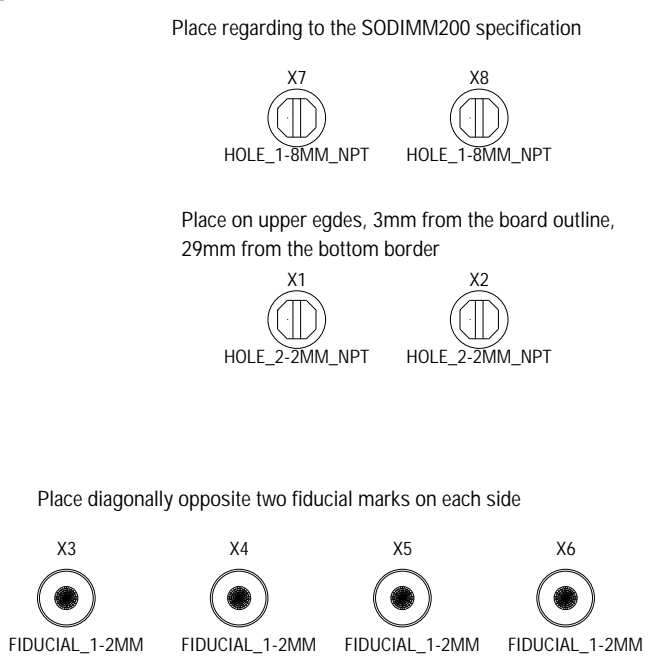 Place regarding to the SODIMM200 specification
X7 X8
HOLE_1-8MM_NPT HOLE_1-8MM_NPT
Place on upper egdes, 3mm from the board outline,
29mm from the bottom border
X1 X2
HOLE_2-2MM_NPT HOLE_2-2MM_NPT
Place diagonally opposite two fiducial marks on each side
X3 X4 X5 X6
FIDUCIAL_1-2MM FIDUCIAL_1-2MM FIDUCIAL_1-2MM FIDUCIAL_1-2MM